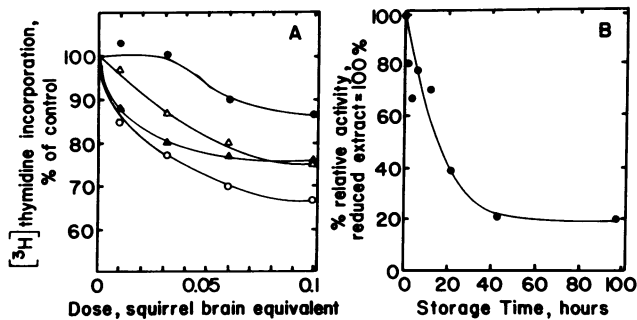 A
[³H]thymidine incorporation,
% of control
100
90
80
70
60
0
0.05
0.1
Dose, squirrel brain equivalent
B
% relative activity,
reduced extract=100%
100
80
60
40
20
0
0 20 40 60 80 100
Storage Time, hours